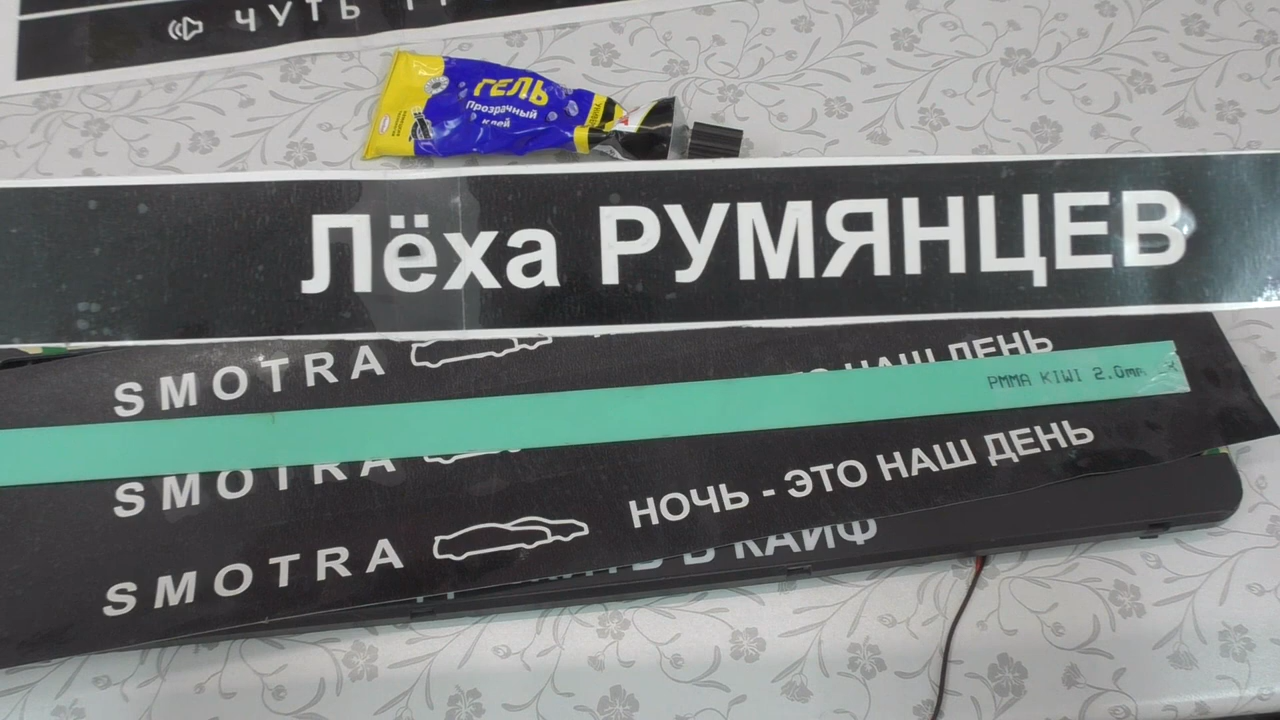 ЧУТЬ
ГЕЛЬ
Прозрачный
клей
Лёха РУМЯНЦЕВ
SMOTRA
НАШ ДЕНЬ
PMMA KIWI 2.0mm
SMOTRA
SMOTRA НОЧЬ - ЭТО НАШ ДЕНЬ
В КАЙФ